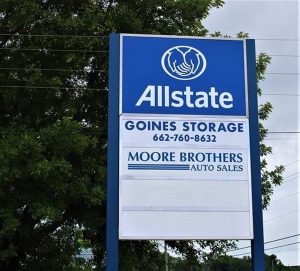 Allstate
GOINES STORAGE
662-760-8632
MOORE BROTHERS
AUTO SALES